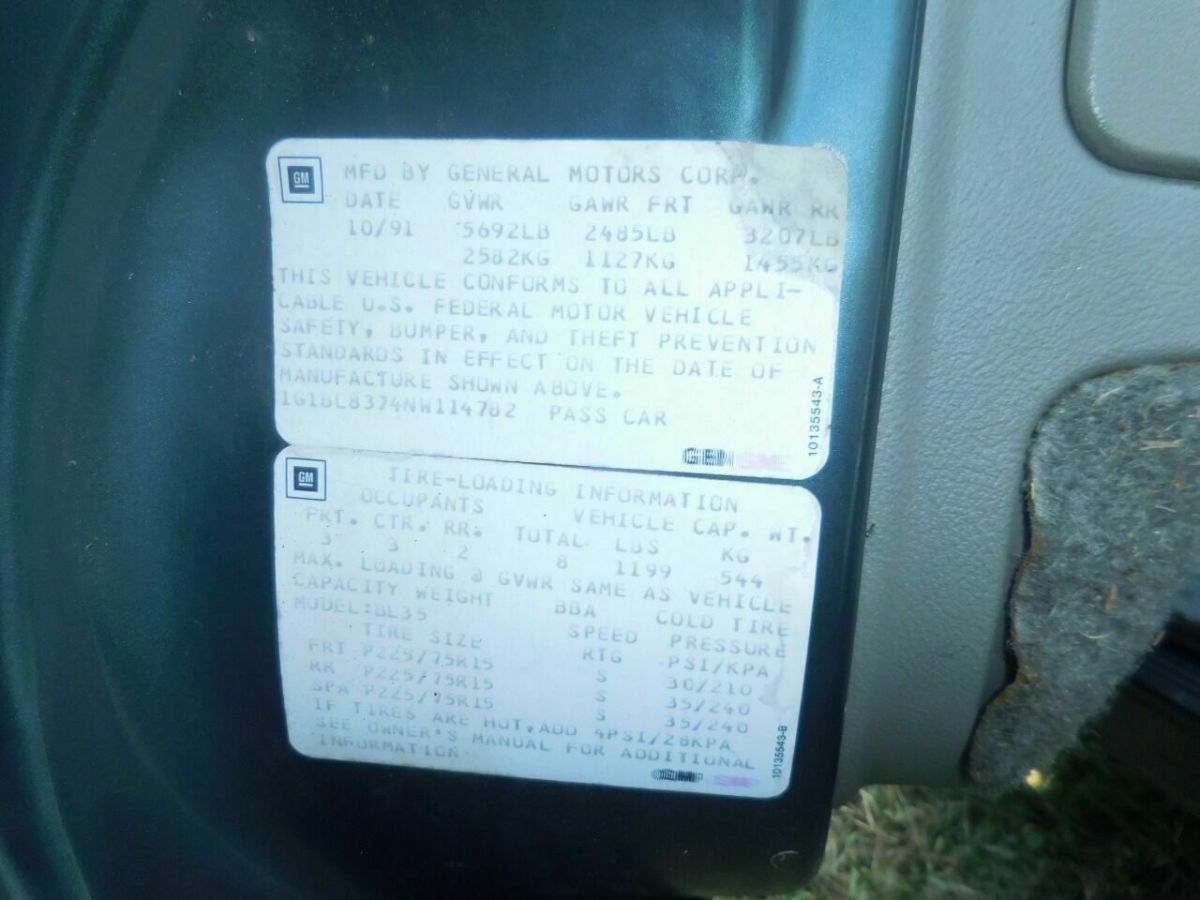 GM
MFD BY GENERAL MOTORS CORP.
DATE GVWR GAWR FRT GAWR RR
10/91 5692LB 2485LB 3207LB
2582KG 1127KG 1455KG
THIS VEHICLE CONFORMS TO ALL APPLI-
CABLE U.S. FEDERAL MOTOR VEHICLE
SAFETY, BUMPER, AND THEFT PREVENTION
STANDARDS IN EFFECT ON THE DATE OF
MANUFACTURE SHOWN ABOVE.
1G1BL8374NW114782 PASS CAR
10135543-A
GM
TIRE-LOADING INFORMATION
OCCUPANTS VEHICLE CAP. WT.
FRT. CTR. RR. TOTAL LBS KG
3 3 2 8 1199 544
MAX. LOADING @ GVWR SAME AS VEHICLE
CAPACITY WEIGHT BBA COLD TIRE
MODEL:BL35 SPEED PRESSURE
TIRE SIZE RTG PSI/KPA
FRT P225/75R15 S 30/210
RR P225/75R15 S 35/240
SPA P225/75R15 S 35/240
IF TIRES ARE HOT,ADD 4PSI/28KPA
SEE OWNER'S MANUAL FOR ADDITIONAL
INFORMATION
10135543-B